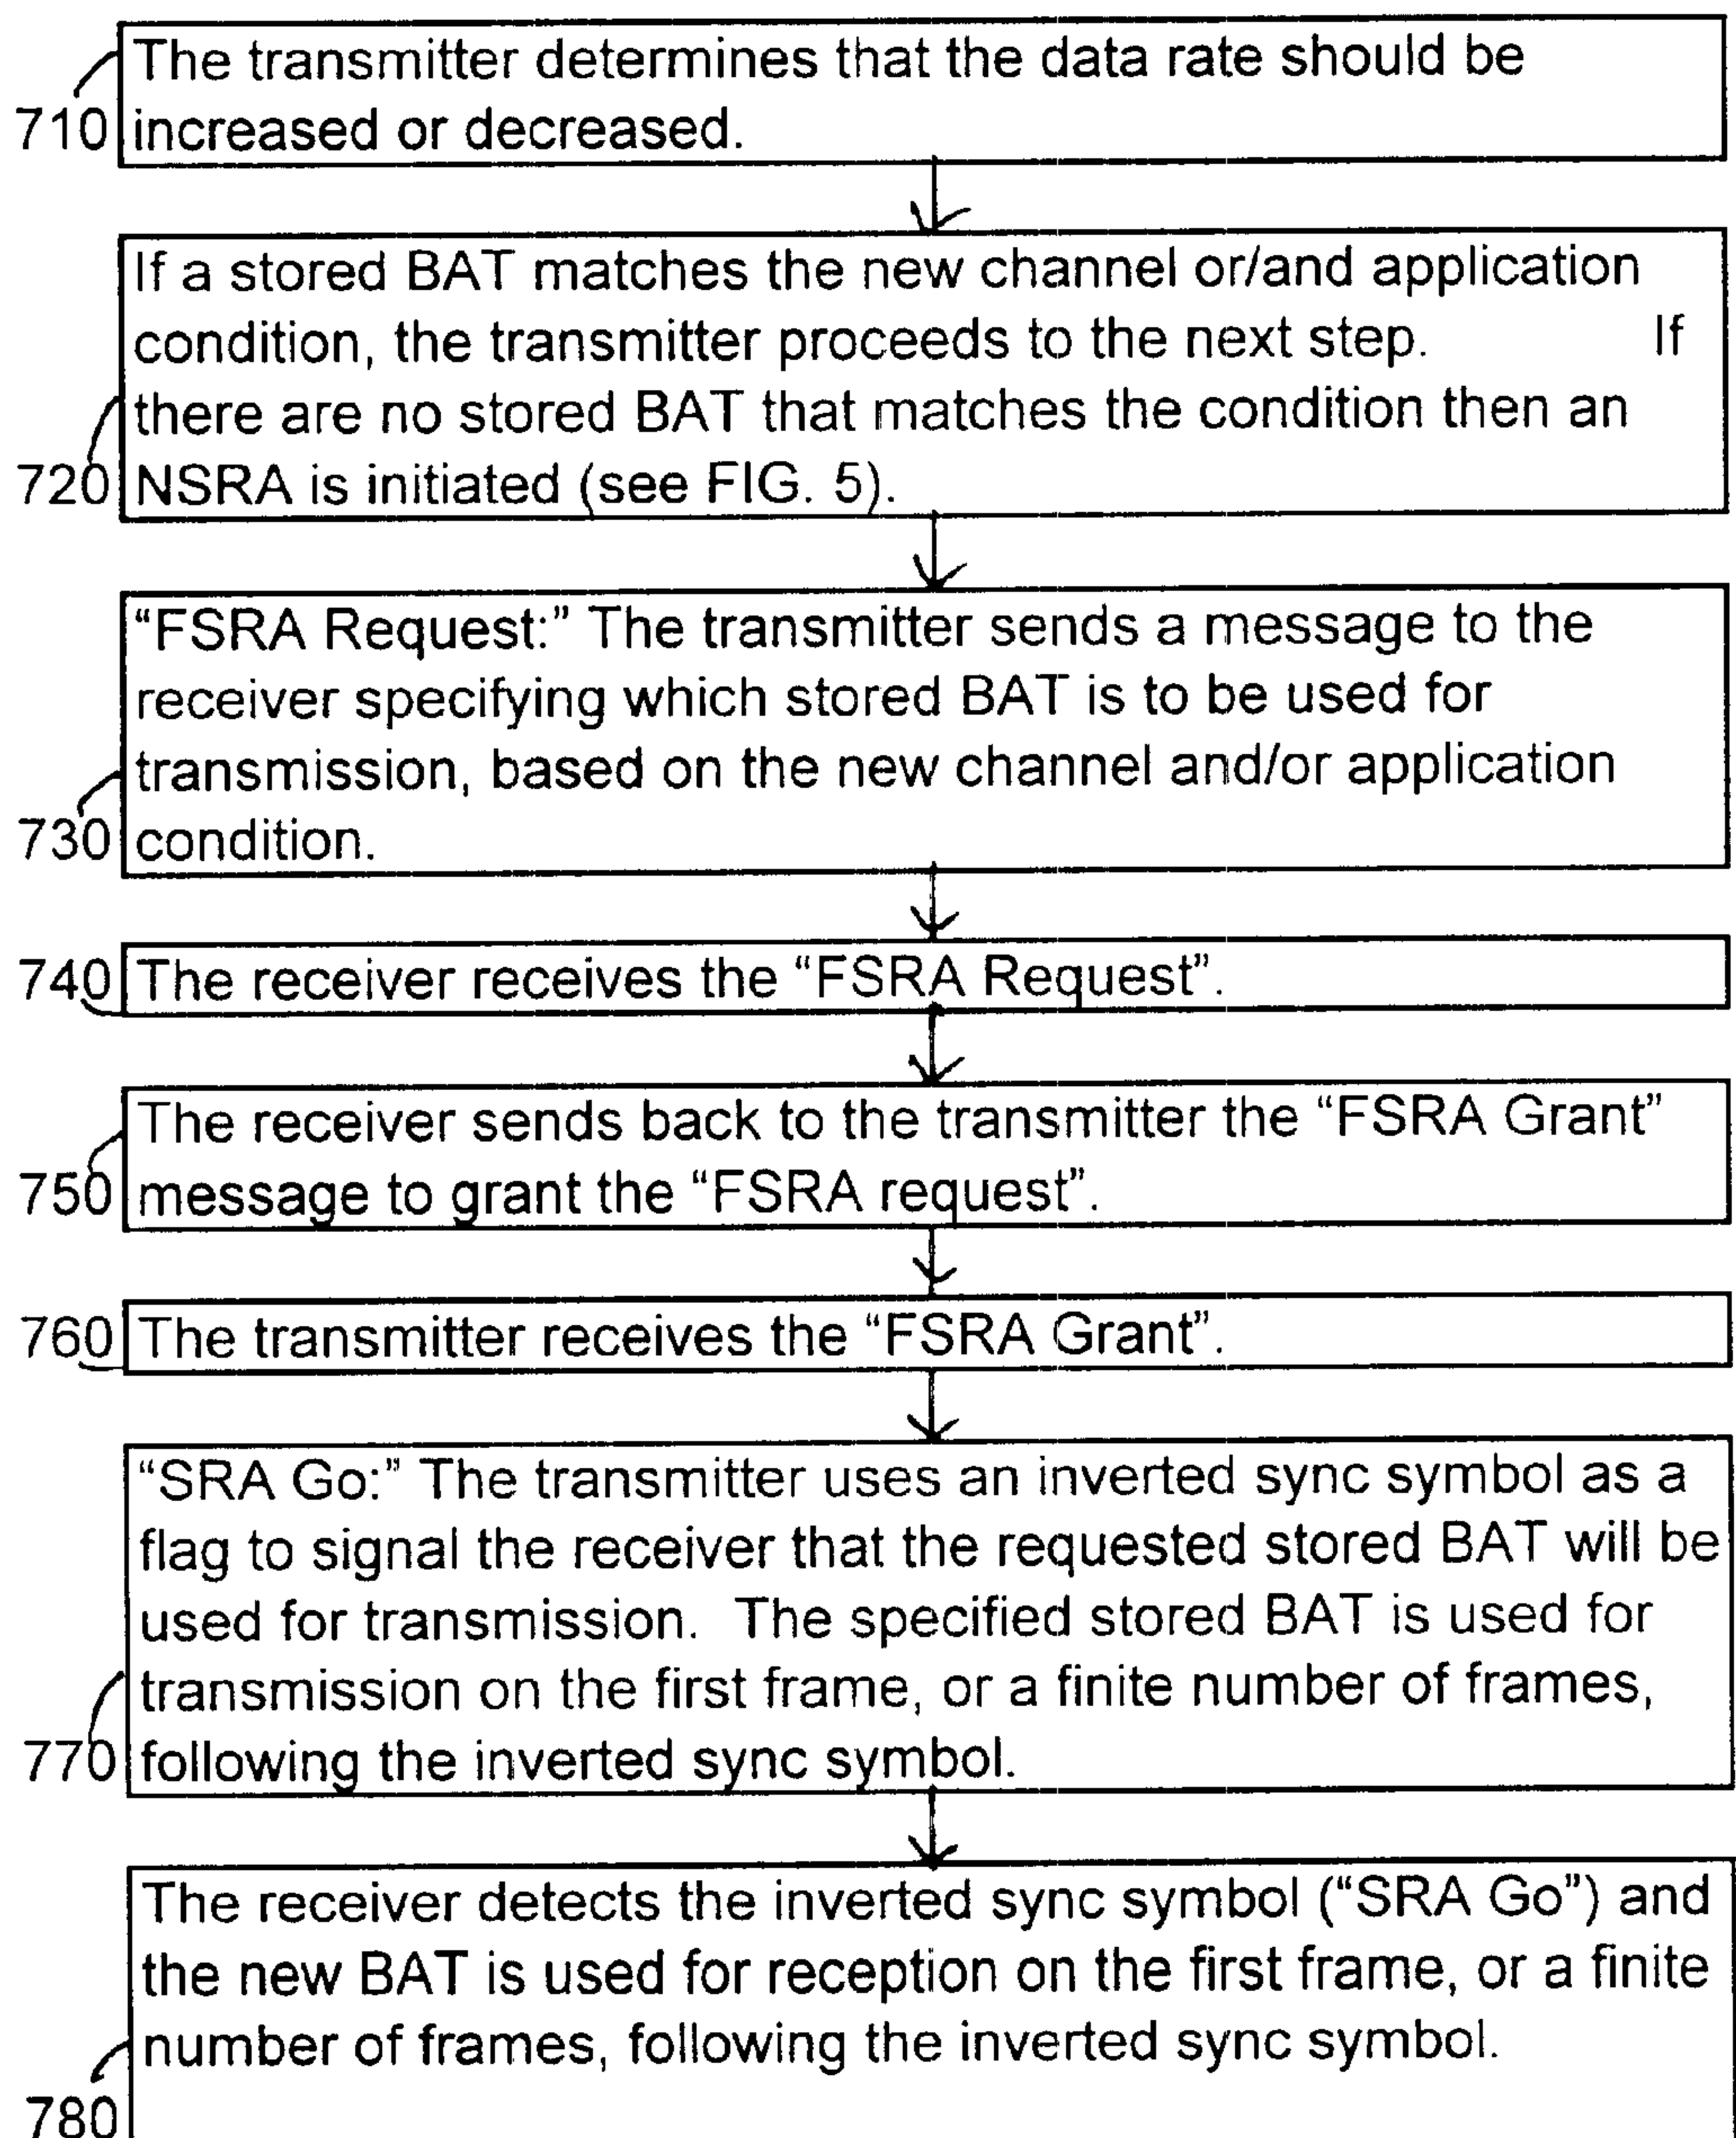 The transmitter determines that the data rate should be
710 increased or decreased.
If a stored BAT matches the new channel or/and application
condition, the transmitter proceeds to the next step. If
there are no stored BAT that matches the condition then an
720 NSRA is initiated (see FIG. 5).
“FSRA Request:” The transmitter sends a message to the
receiver specifying which stored BAT is to be used for
transmission, based on the new channel and/or application
730 condition.
740 The receiver receives the “FSRA Request”.
The receiver sends back to the transmitter the “FSRA Grant”
750 message to grant the “FSRA request”.
760 The transmitter receives the “FSRA Grant”.
“SRA Go:” The transmitter uses an inverted sync symbol as a
flag to signal the receiver that the requested stored BAT will be
used for transmission. The specified stored BAT is used for
transmission on the first frame, or a finite number of frames,
770 following the inverted sync symbol.
The receiver detects the inverted sync symbol (“SRA Go”) and
the new BAT is used for reception on the first frame, or a finite
number of frames, following the inverted sync symbol.
780